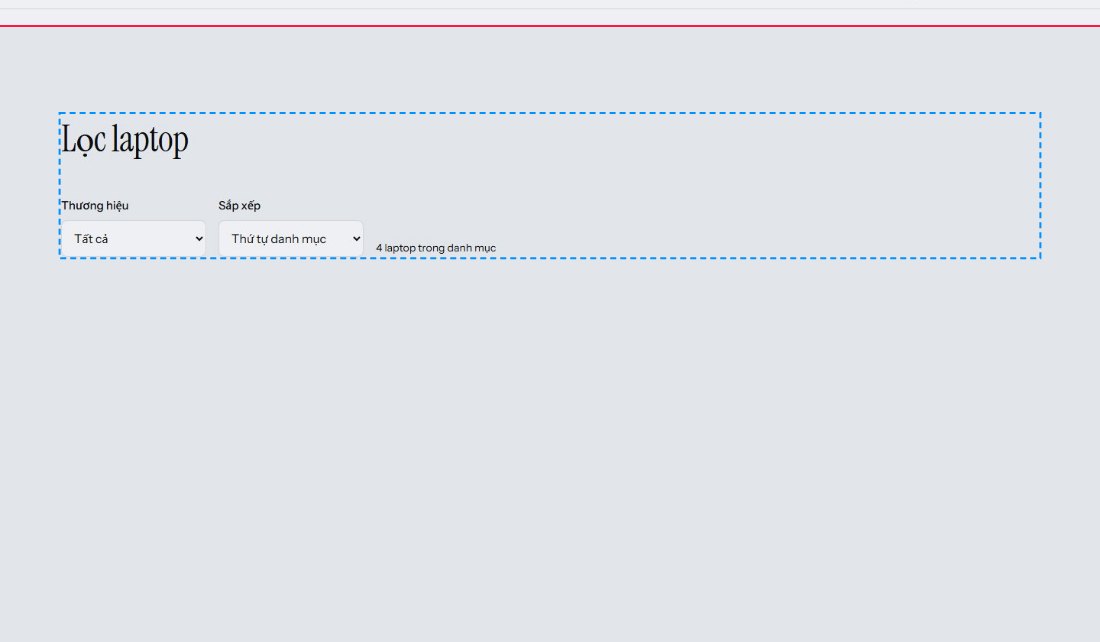 Lọc laptop
Thương hiệu Sắp xếp
Tất cả Thứ tự danh mục 4 laptop trong danh mục